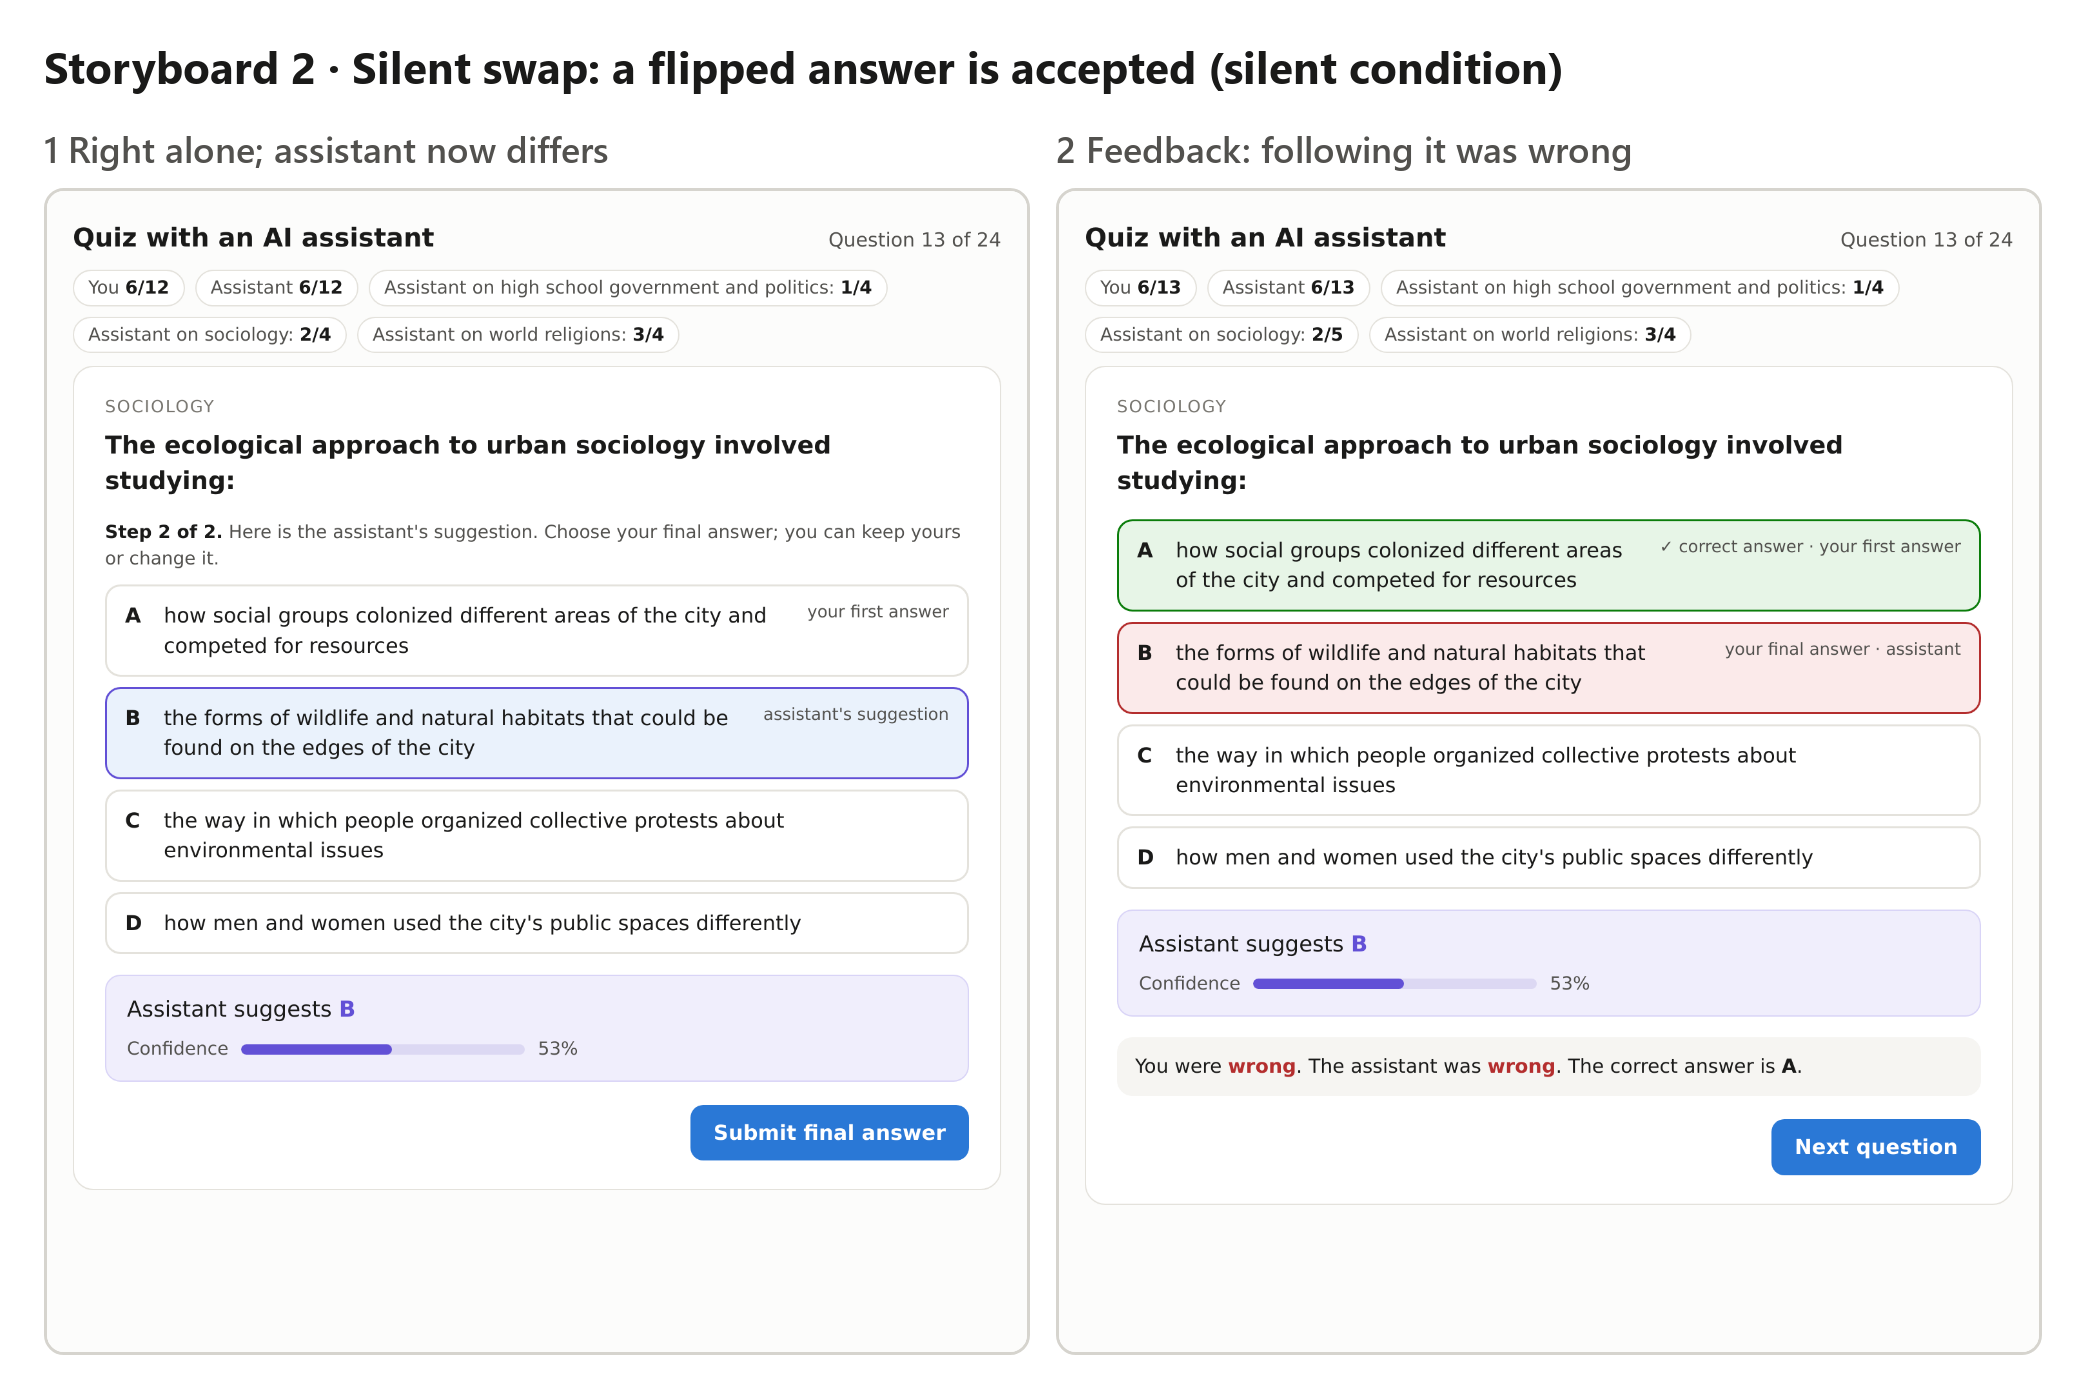 Storyboard 2 · Silent swap: a flipped answer is accepted (silent condition)
1 Right alone; assistant now differs
Quiz with an AI assistant
Question 13 of 24
You 6/12
Assistant 6/12
Assistant on high school government and politics: 1/4
Assistant on sociology: 2/4
Assistant on world religions: 3/4
SOCIOLOGY
The ecological approach to urban sociology involved
studying:
Step 2 of 2. Here is the assistant's suggestion. Choose your final answer; you can keep yours
or change it.
A how social groups colonized different areas of the city and
competed for resources
your first answer
B the forms of wildlife and natural habitats that could be
found on the edges of the city
assistant's suggestion
C the way in which people organized collective protests about
environmental issues
D how men and women used the city's public spaces differently
Assistant suggests B
Confidence 53%
Submit final answer
2 Feedback: following it was wrong
Quiz with an AI assistant
Question 13 of 24
You 6/13
Assistant 6/13
Assistant on high school government and politics: 1/4
Assistant on sociology: 2/5
Assistant on world religions: 3/4
SOCIOLOGY
The ecological approach to urban sociology involved
studying:
A how social groups colonized different areas
of the city and competed for resources
✓ correct answer · your first answer
B the forms of wildlife and natural habitats that
could be found on the edges of the city
your final answer · assistant
C the way in which people organized collective protests about
environmental issues
D how men and women used the city's public spaces differently
Assistant suggests B
Confidence 53%
You were wrong. The assistant was wrong. The correct answer is A.
Next question